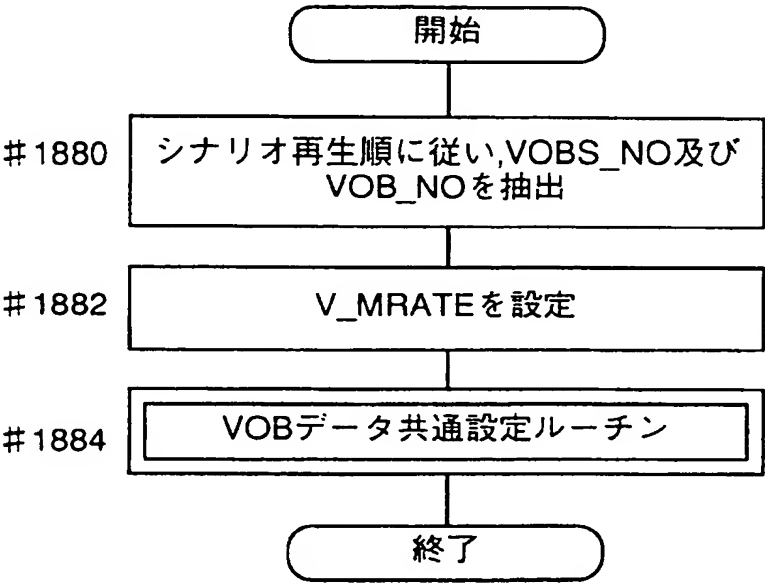 開始
#1880
シナリオ再生順に従い,VOBS_NO及び
VOB_NOを抽出
#1882
V_MRATEを設定
#1884
VOBデータ共通設定ルーチン
終了